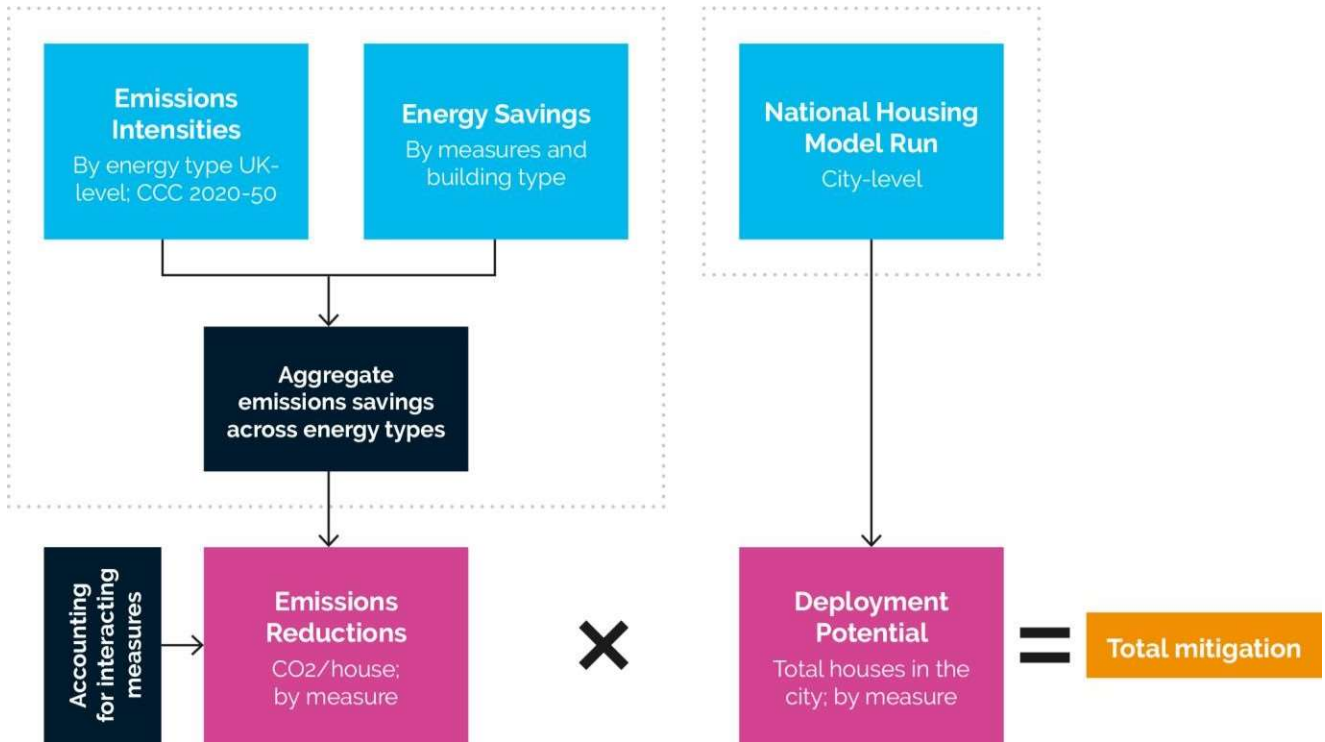 Emissions
Intensities
By energy type UK-
level; CCC 2020-50
Energy Savings
By measures and
building type
National Housing
Model Run
City-level
Aggregate
emissions savings
across energy types
Accounting
for interacting
measures
Emissions
Reductions
CO2/house;
by measure
×
Deployment
Potential
Total houses in the
city; by measure
=
Total mitigation